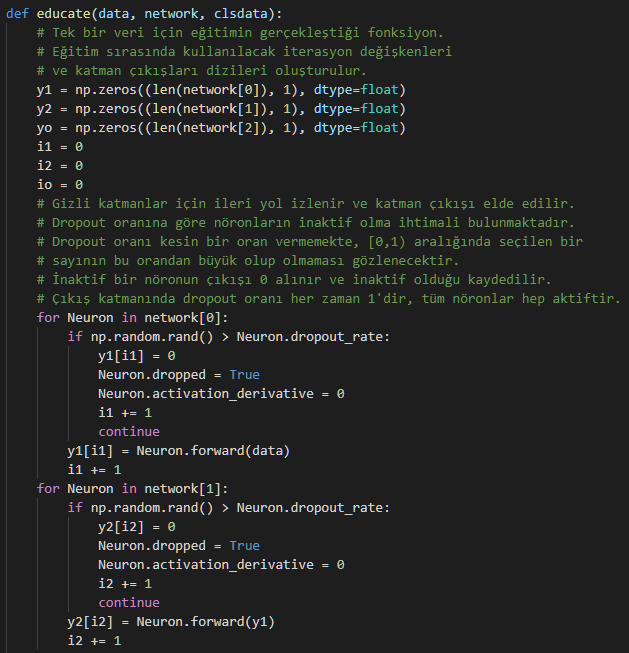 def educate(data, network, clsdata):
    # Tek bir veri için eğitimin gerçekleştiği fonksiyon.
    # Eğitim sırasında kullanılacak iterasyon değişkenleri
    # ve katman çıkışları dizileri oluşturulur.
    y1 = np.zeros((len(network[0]), 1), dtype=float)
    y2 = np.zeros((len(network[1]), 1), dtype=float)
    yo = np.zeros((len(network[2]), 1), dtype=float)
    i1 = 0
    i2 = 0
    io = 0
    # Gizli katmanlar için ileri yol izlenir ve katman çıkışı elde edilir.
    # Dropout oranına göre nöronların inaktif olma ihtimali bulunmaktadır.
    # Dropout oranı kesin bir oran vermemekte, [0,1) aralığında seçilen bir
    # sayının bu orandan büyük olup olmaması gözlenecektir.
    # İnaktif bir nöronun çıkışı 0 alınır ve inaktif olduğu kaydedilir.
    # Çıkış katmanında dropout oranı her zaman 1'dir, tüm nöronlar hep aktiftir.
    for Neuron in network[0]:
        if np.random.rand() > Neuron.dropout_rate:
            y1[i1] = 0
            Neuron.dropped = True
            Neuron.activation_derivative = 0
            i1 += 1
            continue
        y1[i1] = Neuron.forward(data)
        i1 += 1
    for Neuron in network[1]:
        if np.random.rand() > Neuron.dropout_rate:
            y2[i2] = 0
            Neuron.dropped = True
            Neuron.activation_derivative = 0
            i2 += 1
            continue
        y2[i2] = Neuron.forward(y1)
        i2 += 1